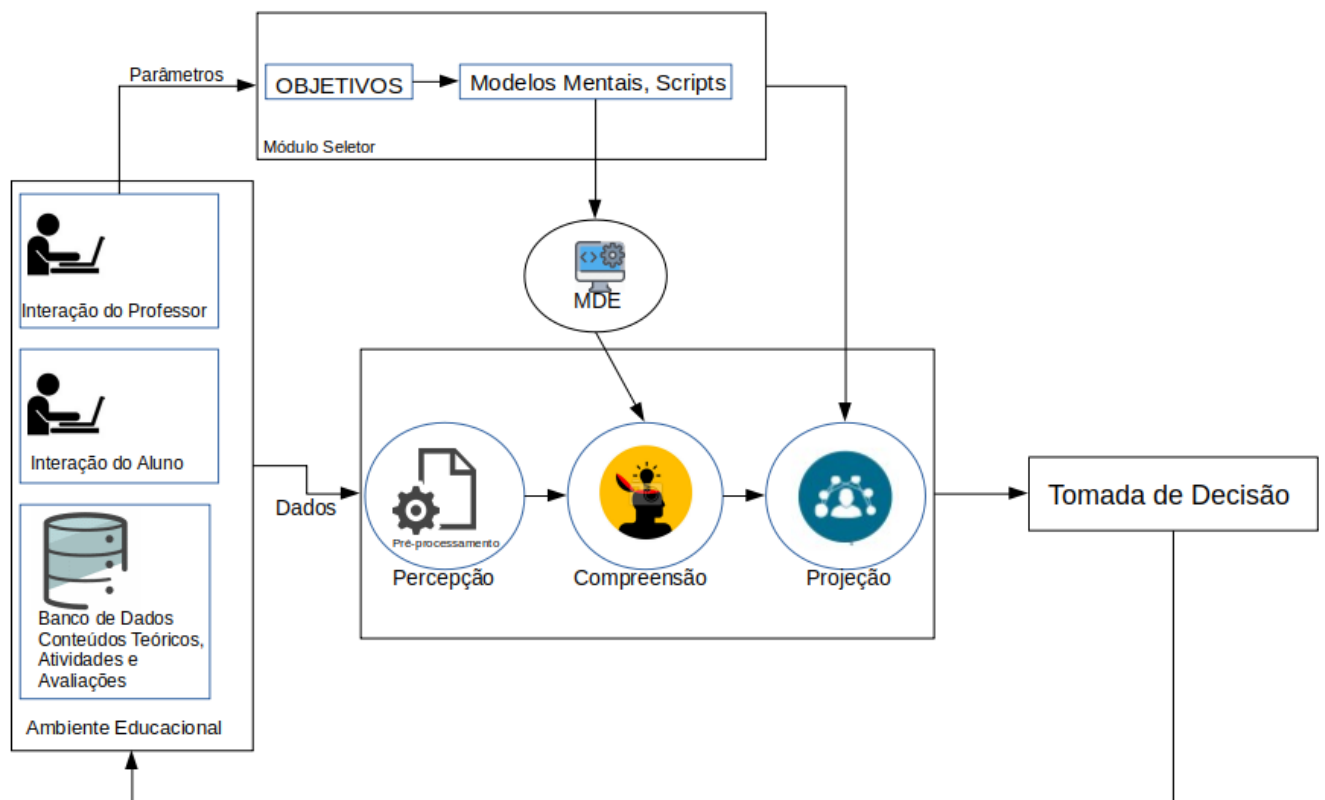 Parâmetros
OBJETIVOS
Modelos Mentais, Scripts
Módulo Seletor
Interação do Professor
MDE
Interação do Aluno
Dados
Pré-processamento
Percepção
Compreensão
Projeção
Tomada de Decisão
Banco de Dados
Conteúdos Teóricos,
Atividades e
Avaliações
Ambiente Educacional